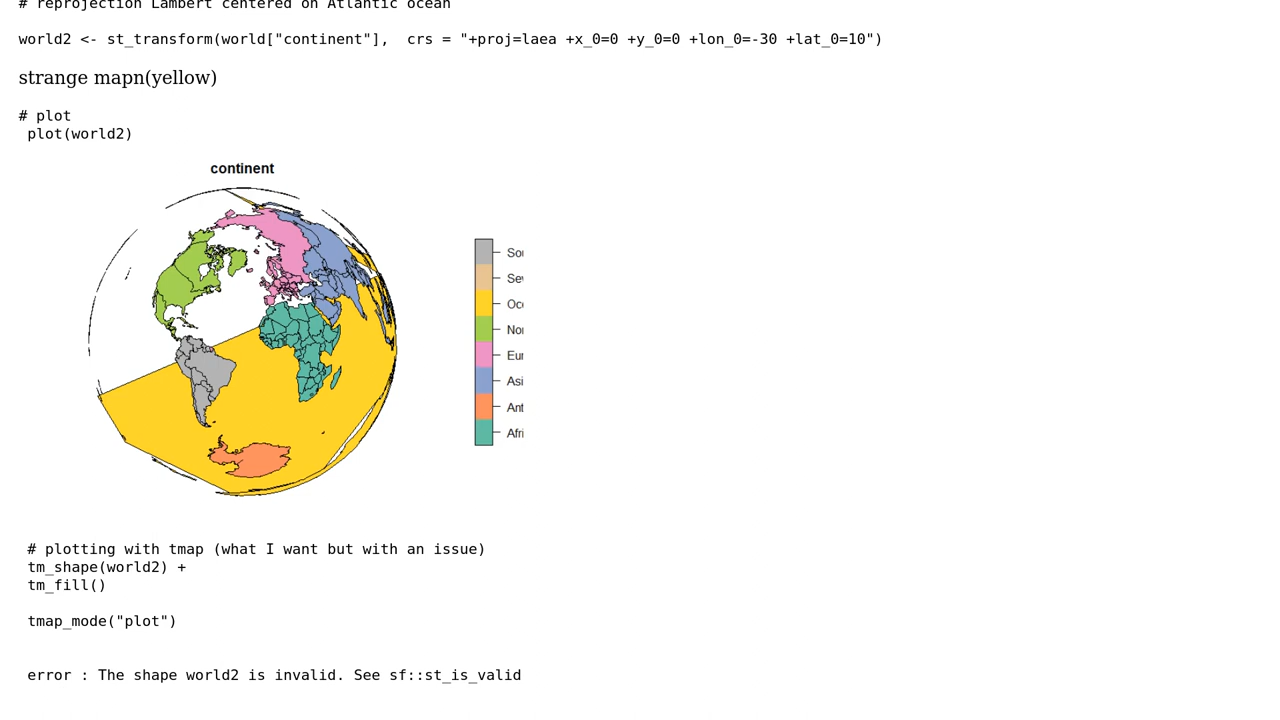 # reprojection Lambert centered on Atlantic ocean
world2 <- st_transform(world["continent"],  crs = "+proj=laea +x_0=0 +y_0=0 +lon_0=-30 +lat_0=10")
strange mapn(yellow)
# plot
plot(world2)
continent
Sou
Sev
Oce
Nor
Eur
Asi
Ant
Afri
# plotting with tmap (what I want but with an issue)
tm_shape(world2) +
tm_fill()
tmap_mode("plot")
error : The shape world2 is invalid. See sf::st_is_valid